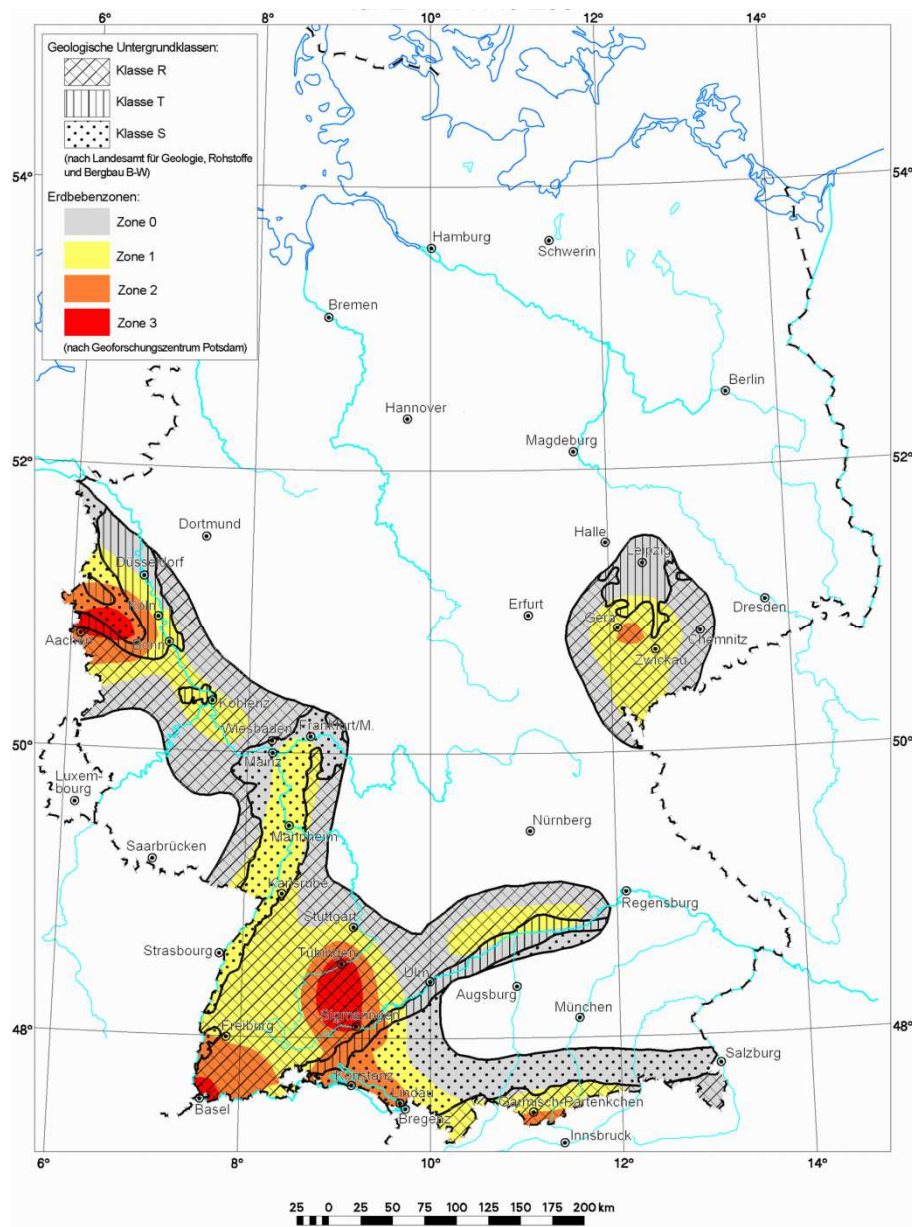 6°
8°
10°
12°
14°
Geologische Untergrundklassen:
Klasse R
Klasse T
Klasse S
(nach Landesamt für Geologie, Rohstoffe
und Bergbau B-W)
54°
54°
Erdbebenzonen:
Zone 0
Zone 1
Zone 2
Zone 3
(nach Geoforschungszentrum Potsdam)
Hamburg
Schwerin
Bremen
Berlin
Hannover
Magdeburg
52°
52°
Dortmund
Halle
Leipzig
Düsseldorf
Köln
Erfurt
Dresden
Aachen
Bonn
Gera
Chemnitz
Zwickau
Koblenz
Wiesbaden
Frankfurt/M.
50°
50°
Mainz
Luxem-
bourg
Nürnberg
Mannheim
Saarbrücken
Karlsruhe
Regensburg
Stuttgart
Strasbourg
Tübingen
Ulm
Augsburg
München
Sigmaringen
48°
48°
Freiburg
Salzburg
Konstanz
Basel
Lindau
Garmisch-Partenkchen
Bregenz
Innsbruck
6°
8°
10°
12°
14°
25 0 25 50 75 100 125 150 175 200 km